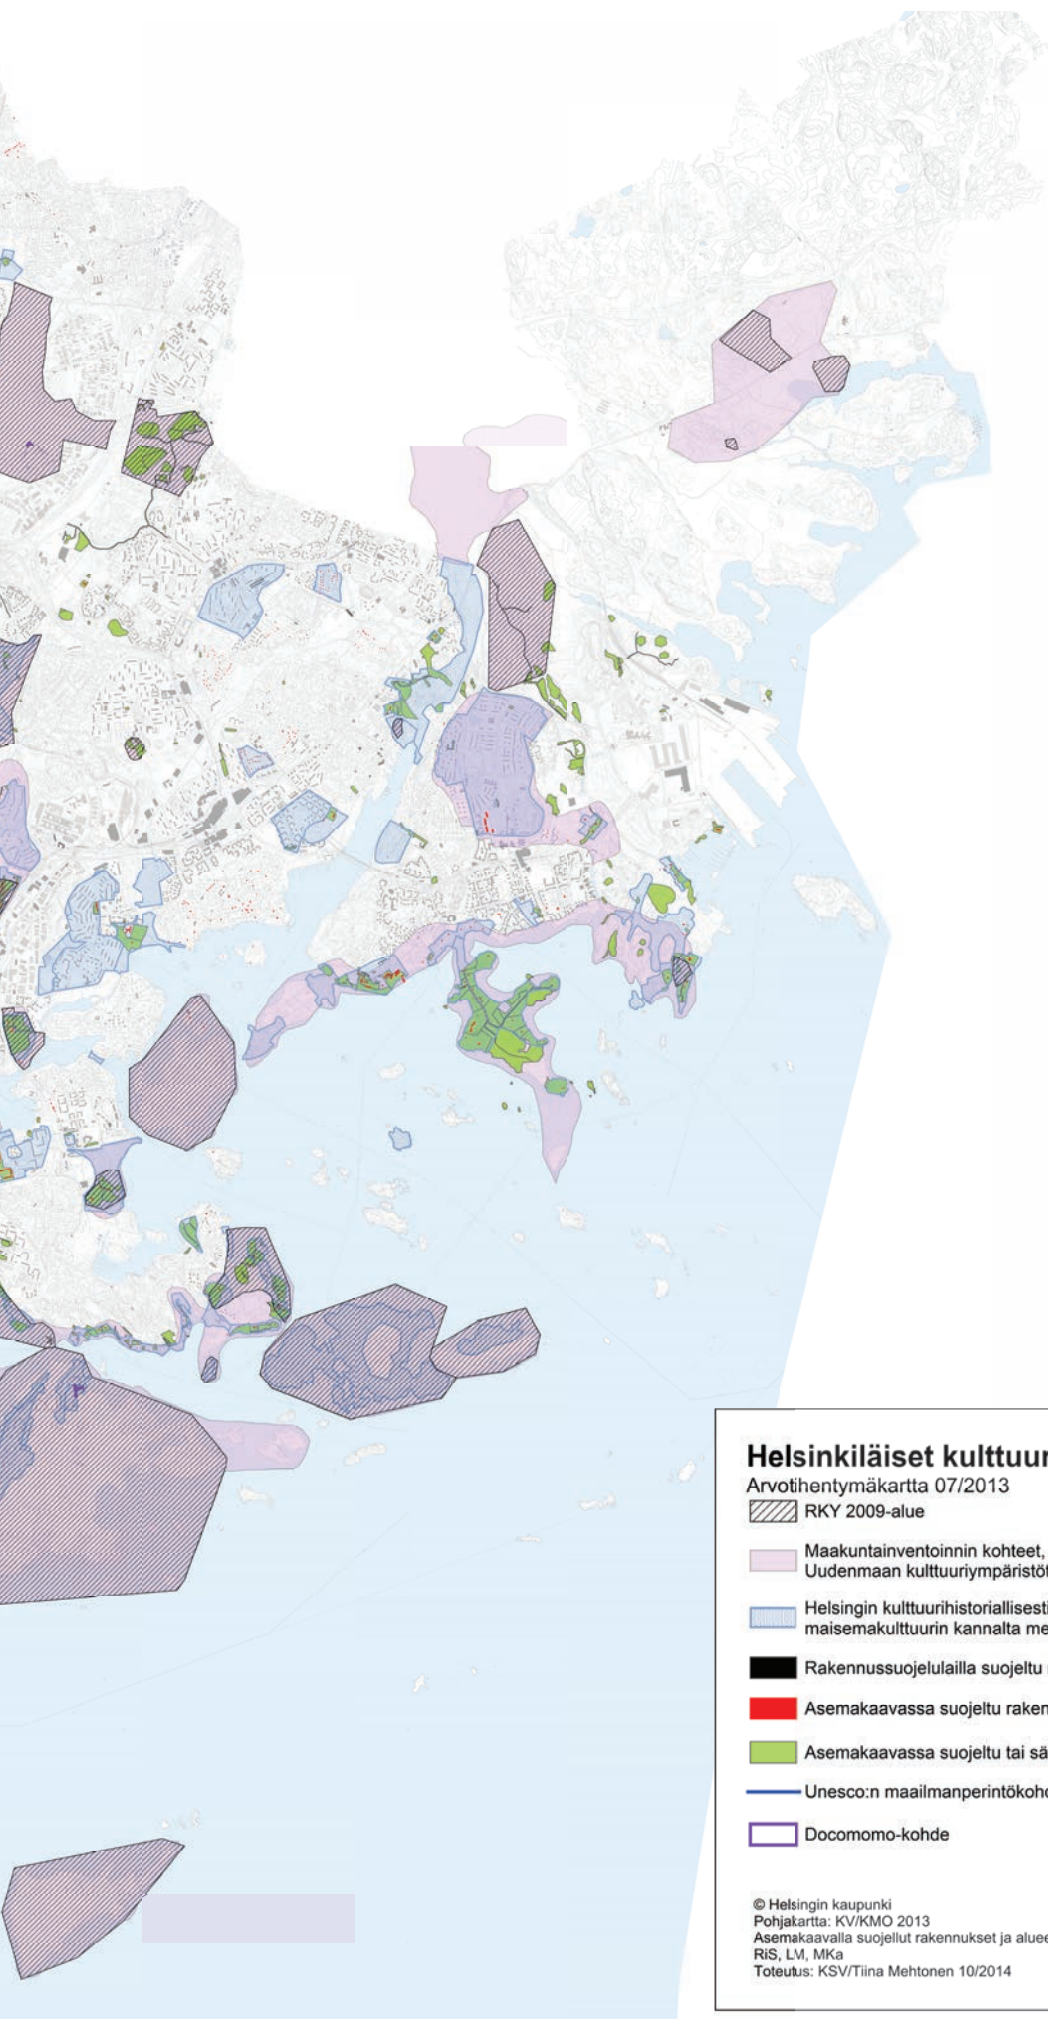 Helsinkiläiset kulttuur
Arvotihentymäkartta 07/2013
RKY 2009-alue
Maakuntainventoinnin kohteet,
Uudenmaan kulttuuriympäristöt
Helsingin kulttuurihistoriallisesti
maisemakulttuurin kannalta me
Rakennussuojelulailla suojeltu
Asemakaavassa suojeltu raken
Asemakaavassa suojeltu tai sä
Unesco:n maailmanperintökoho
Docomomo-kohde
© Helsingin kaupunki
Pohjakartta: KV/KMO 2013
Asemakaavalla suojellut rakennukset ja aluee
RiS, LM, MKa
Toteutus: KSV/Tiina Mehtonen 10/2014